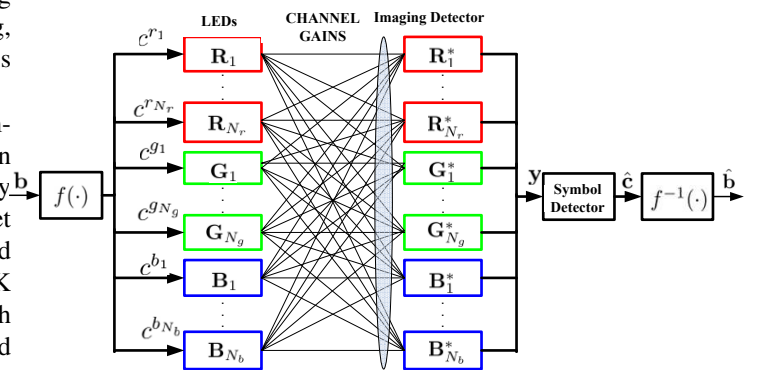 LEDs
CHANNEL
GAINS
Imaging Detector
c^{r_1}
R_1
R_1^*
c^{r_{N_r}}
R_{N_r}
R_{N_r}^*
c^{g_1}
G_1
G_1^*
b
f(·)
y
Symbol
Detector
ĉ
f^{-1}(·)
b̂
c^{g_{N_g}}
G_{N_g}
G_{N_g}^*
c^{b_1}
B_1
B_1^*
c^{b_{N_b}}
B_{N_b}
B_{N_b}^*